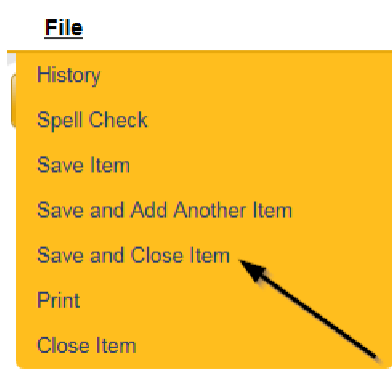 File
History
Spell Check
Save Item
Save and Add Another Item
Save and Close Item
Print
Close Item